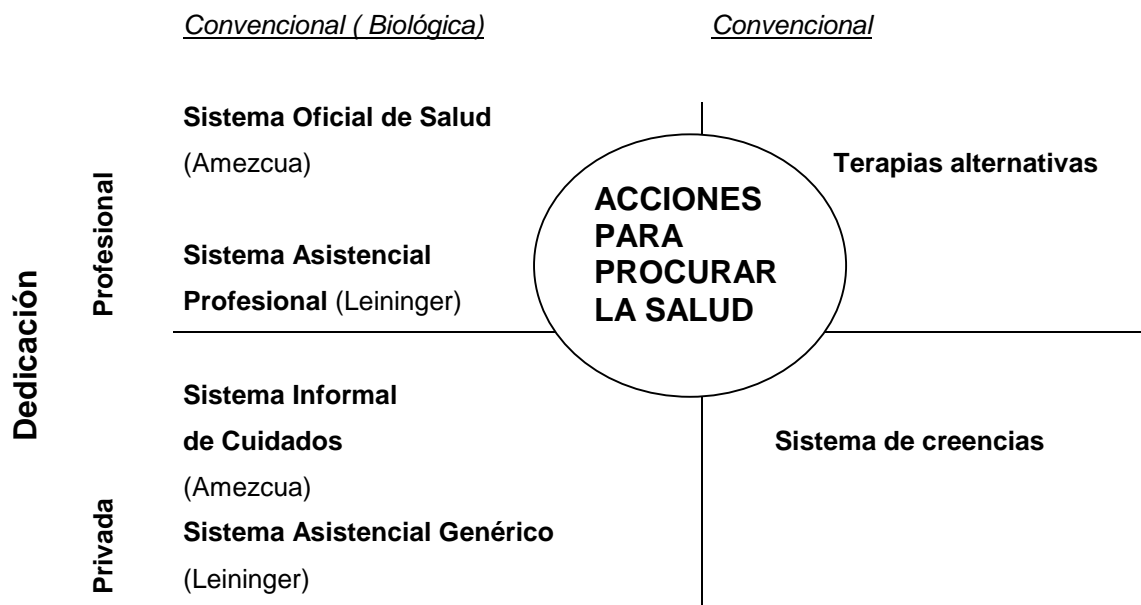 Convencional ( Biológica)
Convencional
Dedicación
Profesional
Sistema Oficial de Salud
(Amezcua)
Sistema Asistencial
Profesional (Leininger)
ACCIONES
PARA
PROCURAR
LA SALUD
Terapias alternativas
Privada
Sistema Informal
de Cuidados
(Amezcua)
Sistema Asistencial Genérico
(Leininger)
Sistema de creencias